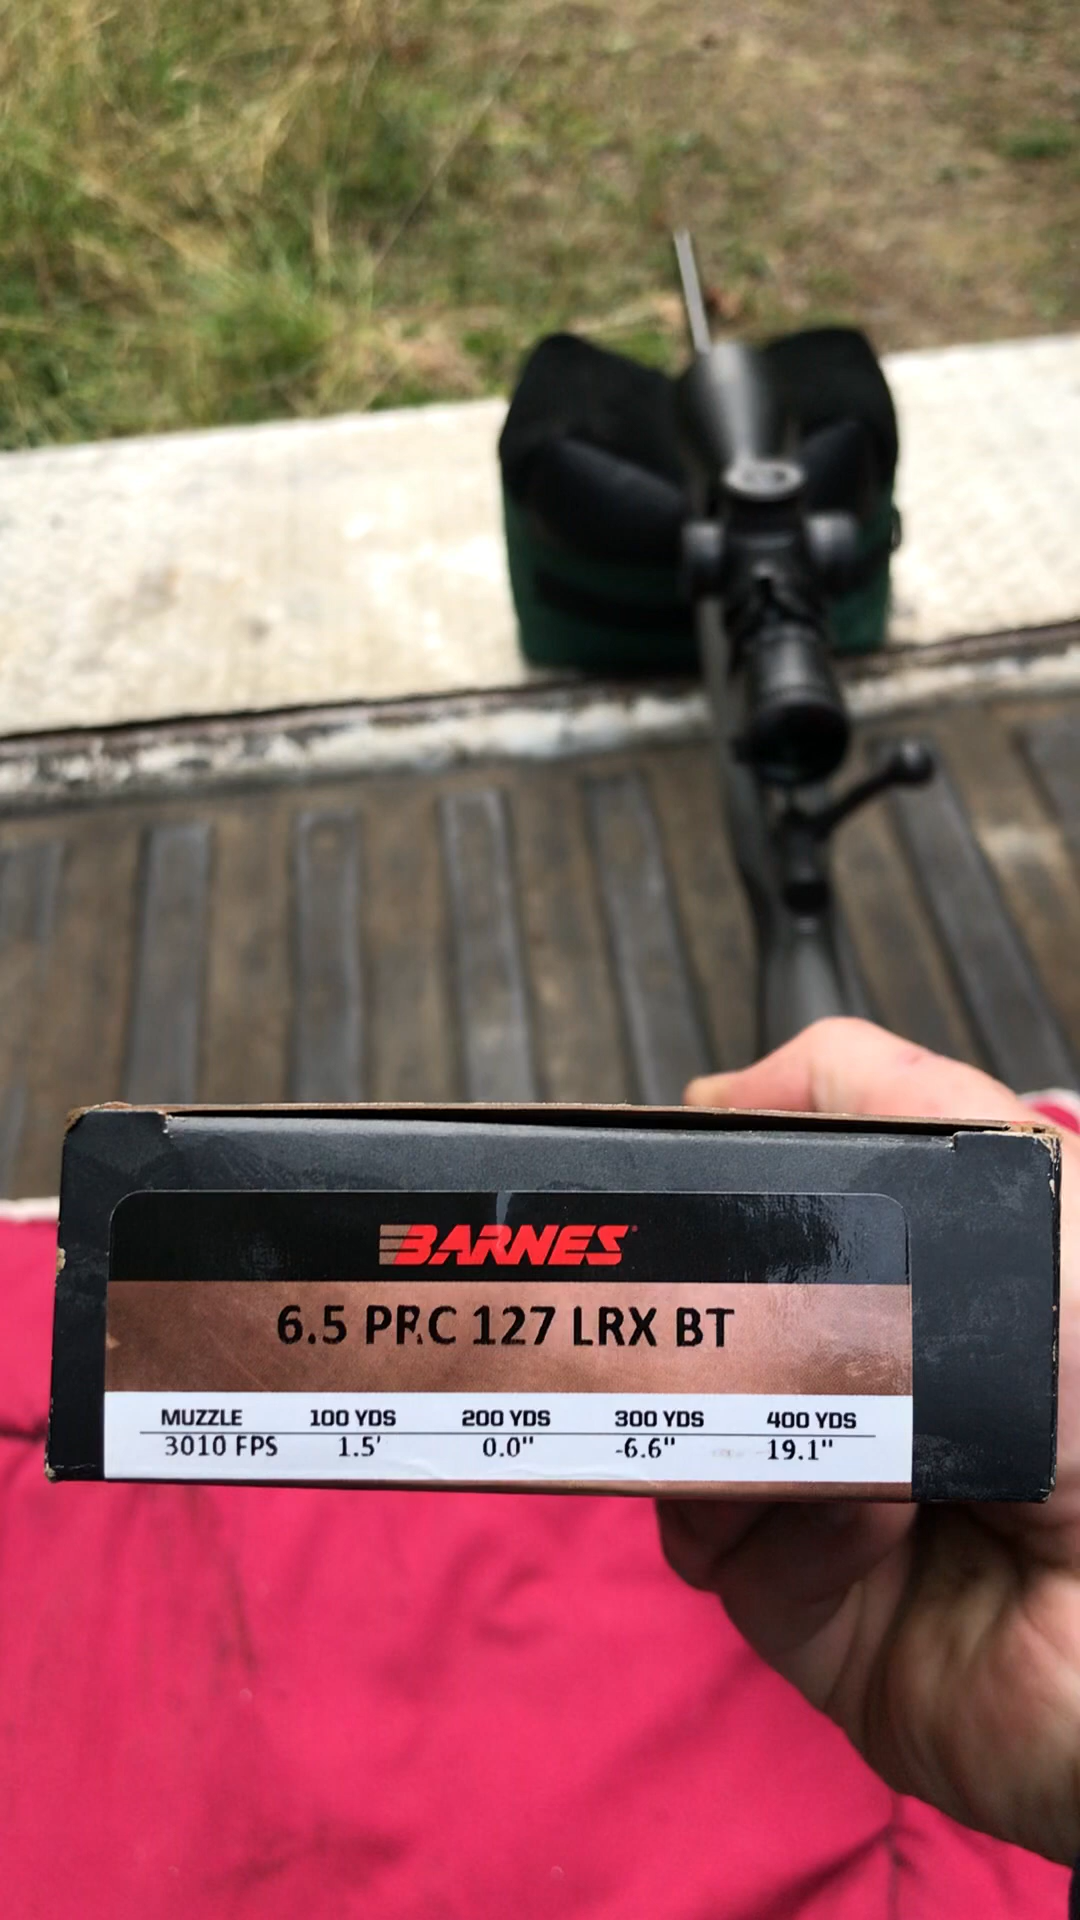 BARNES
6.5 PRC 127 LRX BT
MUZZLE 100 YDS 200 YDS 300 YDS 400 YDS
3010 FPS 1.5' 0.0" -6.6" 19.1"